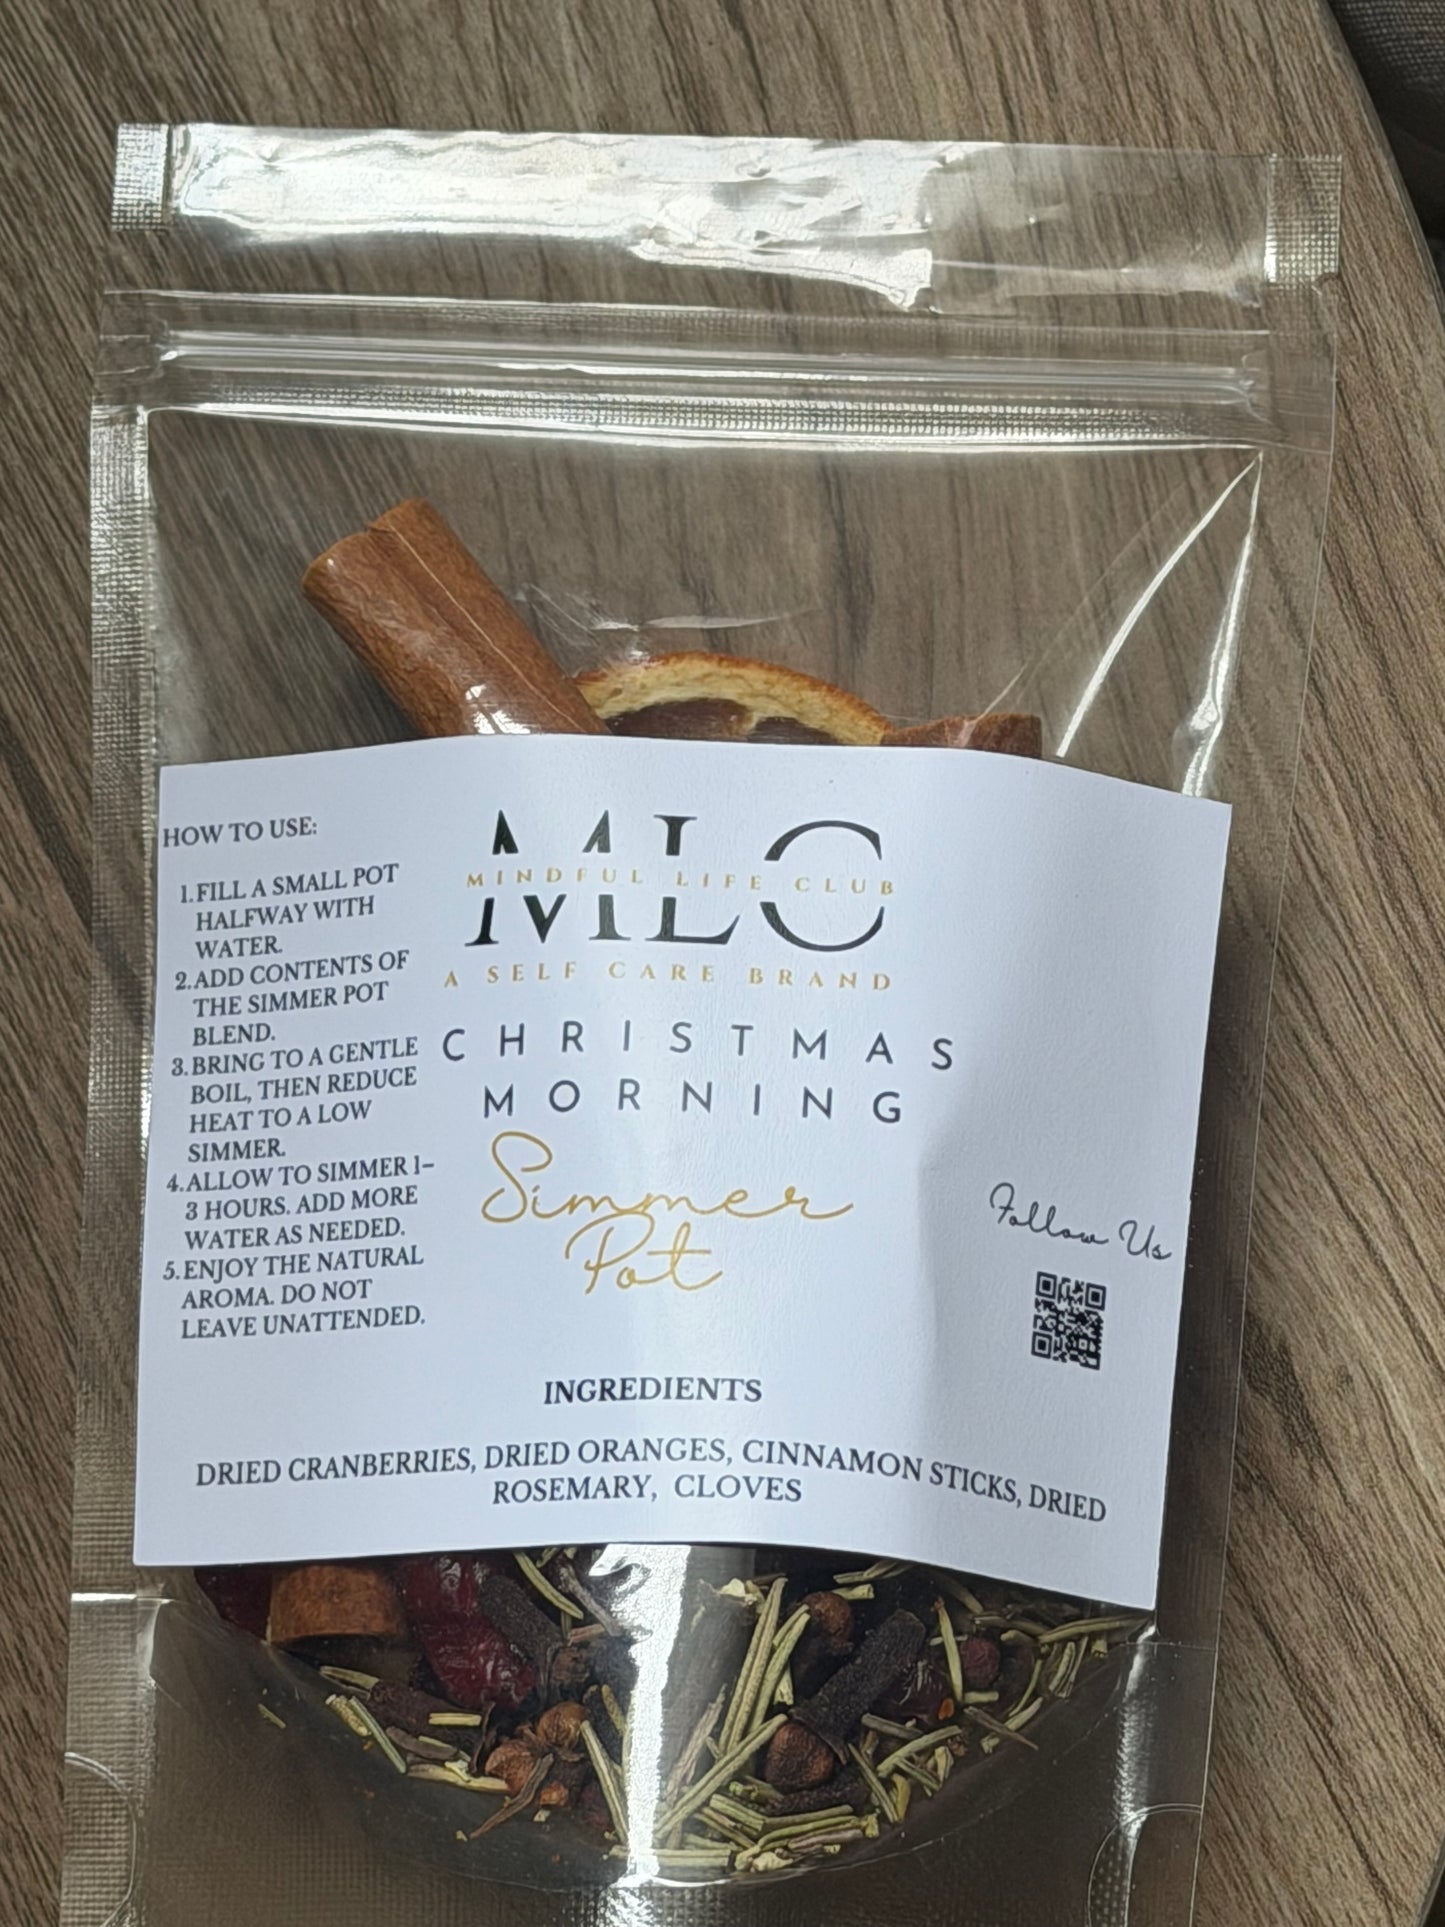 HOW TO USE:
1. FILL A SMALL POT
HALFWAY WITH
WATER.
2. ADD CONTENTS OF
THE SIMMER POT
BLEND.
3. BRING TO A GENTLE
BOIL, THEN REDUCE
HEAT TO A LOW
SIMMER.
4. ALLOW TO SIMMER 1–
3 HOURS. ADD MORE
WATER AS NEEDED.
5. ENJOY THE NATURAL
AROMA. DO NOT
LEAVE UNATTENDED.
MLC
MINDFUL LIFE CLUB
A SELF CARE BRAND
CHRISTMAS
MORNING
Simmer
Pot
Follow Us
INGREDIENTS
DRIED CRANBERRIES, DRIED ORANGES, CINNAMON STICKS, DRIED
ROSEMARY, CLOVES